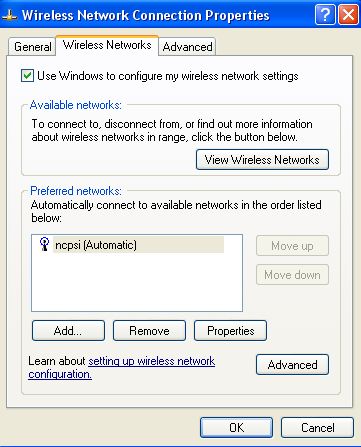 Wireless Network Connection Properties
General
Wireless Networks
Advanced
Use Windows to configure my wireless network settings
Available networks:
To connect to, disconnect from, or find out more information
about wireless networks in range, click the button below.
View Wireless Networks
Preferred networks:
Automatically connect to available networks in the order listed
below:
ncpsi (Automatic)
Move up
Move down
Add...
Remove
Properties
Learn about setting up wireless network
configuration.
Advanced
OK
Cancel